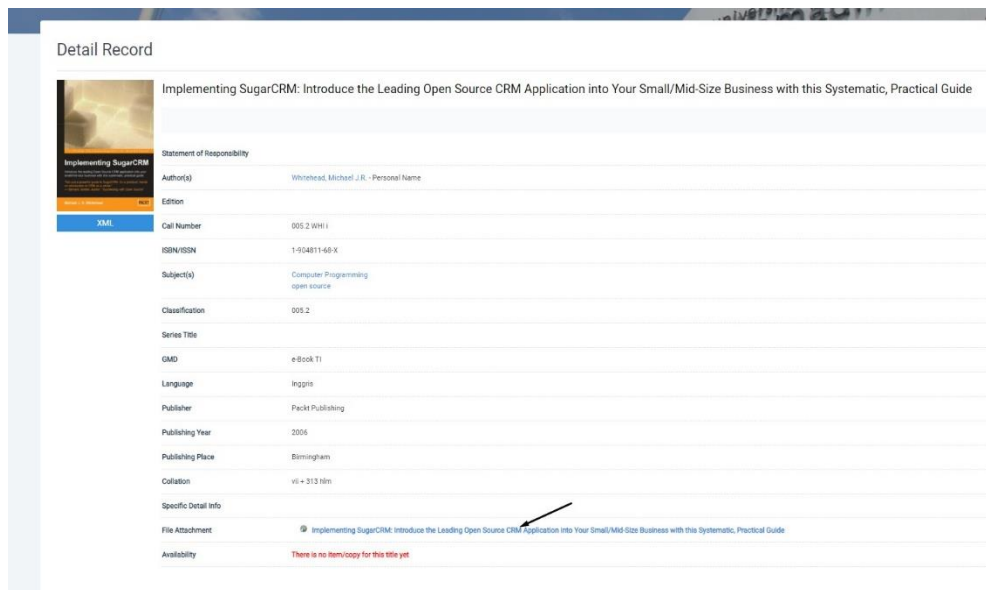 Detail Record
Implementing SugarCRM: Introduce the Leading Open Source CRM Application into Your Small/Mid-Size Business with this Systematic, Practical Guide
Implementing SugarCRM
XML
Statement of Responsibility
Author(s) Whitehead, Michael J.R. - Personal Name
Edition
Call Number 005.2 WHI i
ISBN/ISSN 1-904811-68-X
Subject(s) Computer Programming
open source
Classification 005.2
Series Title
GMD e-Book TI
Language Inggris
Publisher Packt Publishing
Publishing Year 2006
Publishing Place Birmingham
Collation vii + 313 hlm
Specific Detail Info
File Attachment Implementing SugarCRM: Introduce the Leading Open Source CRM Application into Your Small/Mid-Size Business with this Systematic, Practical Guide
Availability There is no item/copy for this title yet